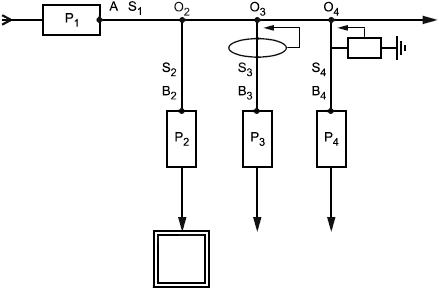 A S₁ O₂ O₃ O₄
P₁
S₂ S₃ S₄
B₂ B₃ B₄
P₂ P₃ P₄